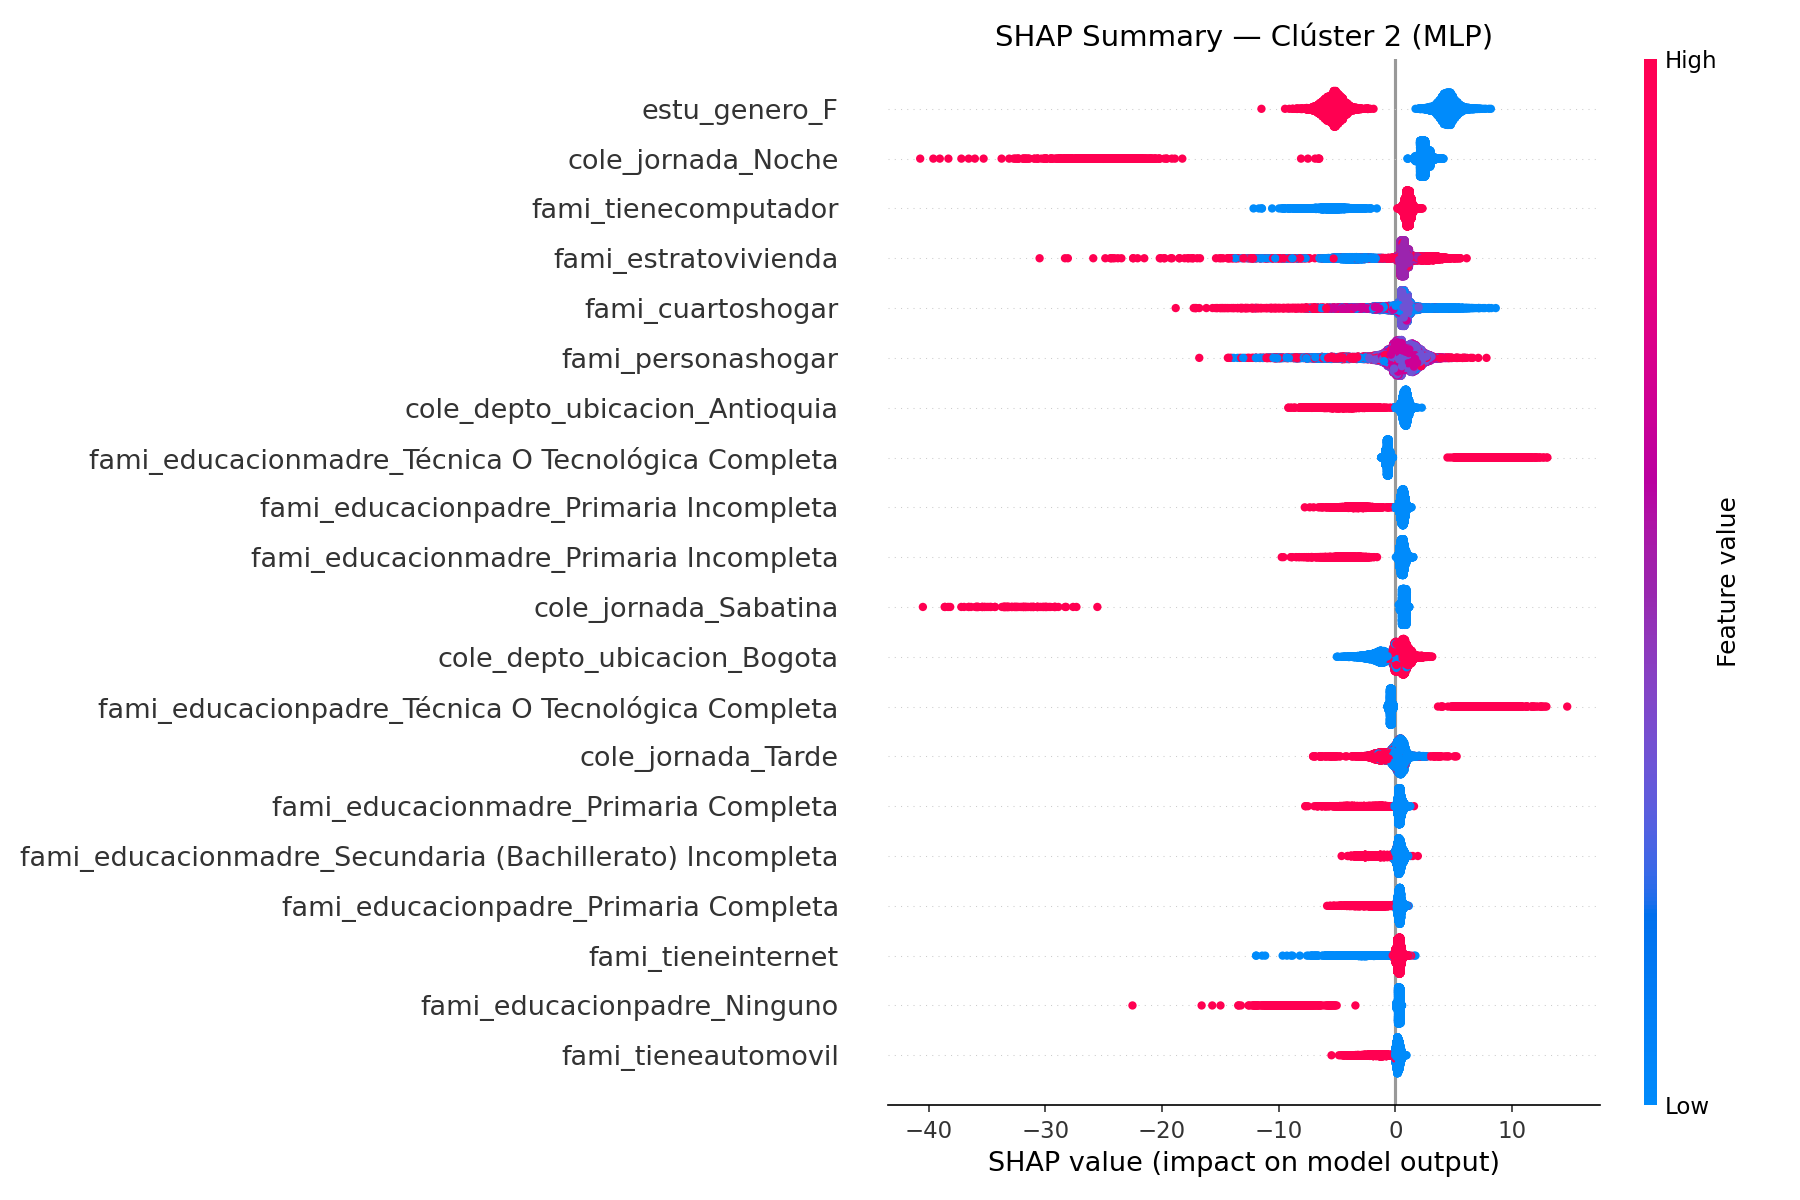 SHAP Summary — Clúster 2 (MLP)
High
estu_genero_F
cole_jornada_Noche
fami_tienecomputador
fami_estratovivienda
fami_cuartoshogar
fami_personashogar
cole_depto_ubicacion_Antioquia
fami_educacionmadre_Técnica O Tecnológica Completa
fami_educacionpadre_Primaria Incompleta
fami_educacionmadre_Primaria Incompleta
cole_jornada_Sabatina
cole_depto_ubicacion_Bogota
fami_educacionpadre_Técnica O Tecnológica Completa
cole_jornada_Tarde
fami_educacionmadre_Primaria Completa
fami_educacionmadre_Secundaria (Bachillerato) Incompleta
fami_educacionpadre_Primaria Completa
fami_tieneinternet
fami_educacionpadre_Ninguno
fami_tieneautomovil
Feature value
Low
−40 −30 −20 −10 0 10
SHAP value (impact on model output)